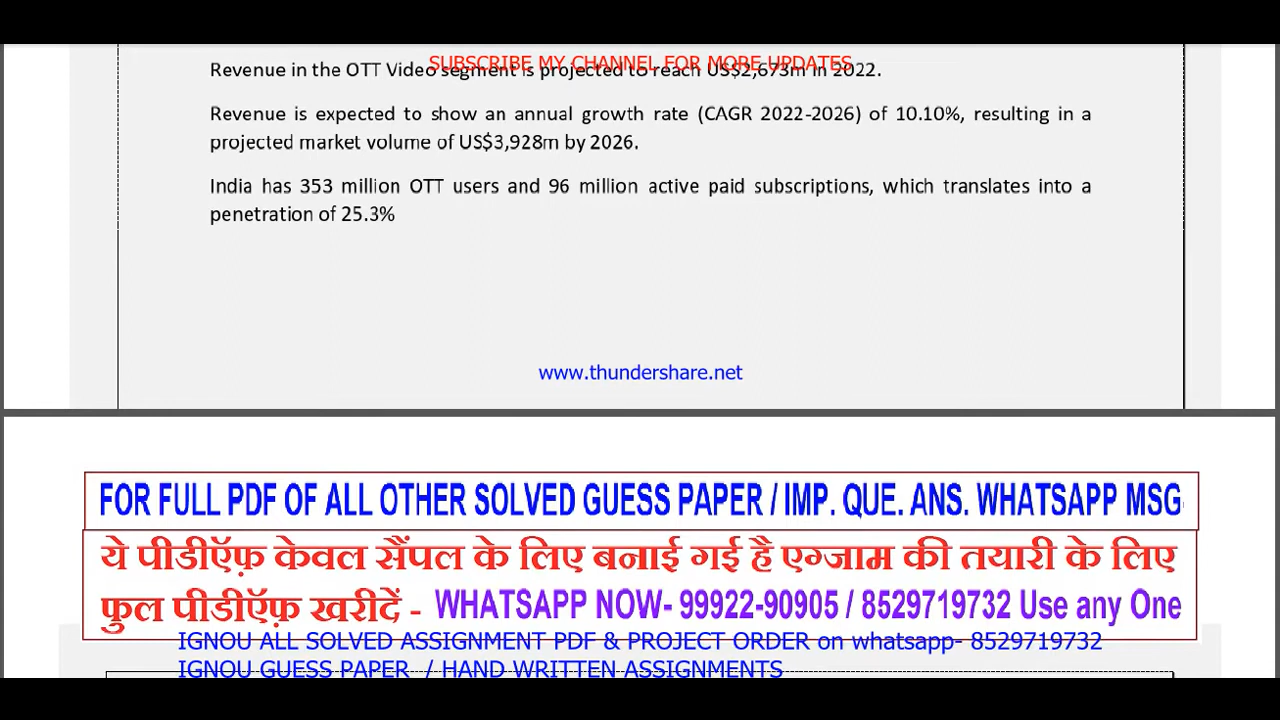 SUBSCRIBE MY CHANNEL FOR MORE UPDATES
Revenue in the OTT Video segment is projected to reach US$2,673m in 2022.
Revenue is expected to show an annual growth rate (CAGR 2022-2026) of 10.10%, resulting in a
projected market volume of US$3,928m by 2026.
India has 353 million OTT users and 96 million active paid subscriptions, which translates into a
penetration of 25.3%
www.thundershare.net
FOR FULL PDF OF ALL OTHER SOLVED GUESS PAPER / IMP. QUE. ANS. WHATSAPP MSG
ये पीडीऍफ़ केवल सैंपल के लिए बनाई गई है एग्जाम की तयारी के लिए
फुल पीडीऍफ़ खरीदें - WHATSAPP NOW- 99922-90905 / 8529719732 Use any One
IGNOU ALL SOLVED ASSIGNMENT PDF & PROJECT ORDER on whatsapp- 8529719732
IGNOU GUESS PAPER / HAND WRITTEN ASSIGNMENTS